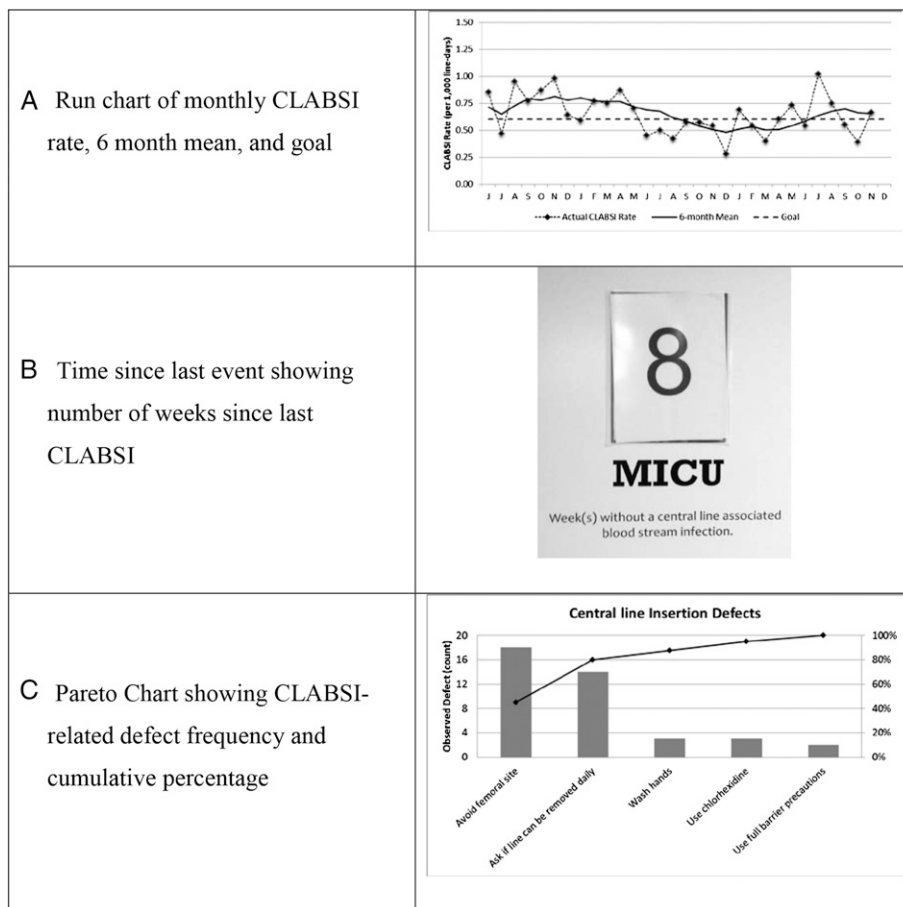 A Run chart of monthly CLABSI
rate, 6 month mean, and goal
CLABSI Rate (per 1,000 line-days)
1.50
1.25
1.00
0.75
0.50
0.25
0.00
J J A S O N D J F M A M J J A S O N D J F M A M J J A S O N D
Actual CLABSI Rate 6-month Mean Goal
B Time since last event showing
number of weeks since last
CLABSI
8
MICU
Week(s) without a central line associated
blood stream infection.
C Pareto Chart showing CLABSI-
related defect frequency and
cumulative percentage
Central line Insertion Defects
Observed Defect (count)
20 100%
16 80%
12 60%
8 40%
4 20%
0 0%
Avoid femoral site
Ask if line can be removed daily
Wash hands
Use chlorhexidine
Use full barrier precautions